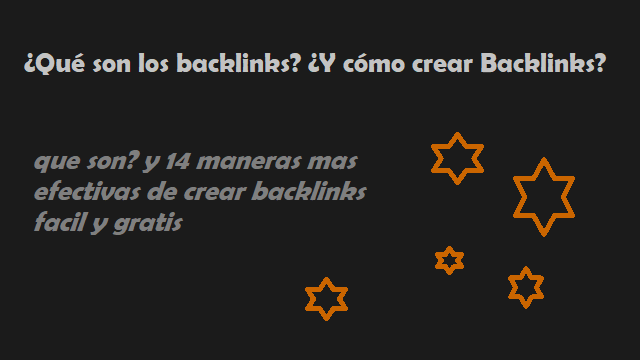 ¿Qué son los backlinks? ¿Y cómo crear Backlinks?
que son? y 14 maneras mas
efectivas de crear backlinks
facil y gratis